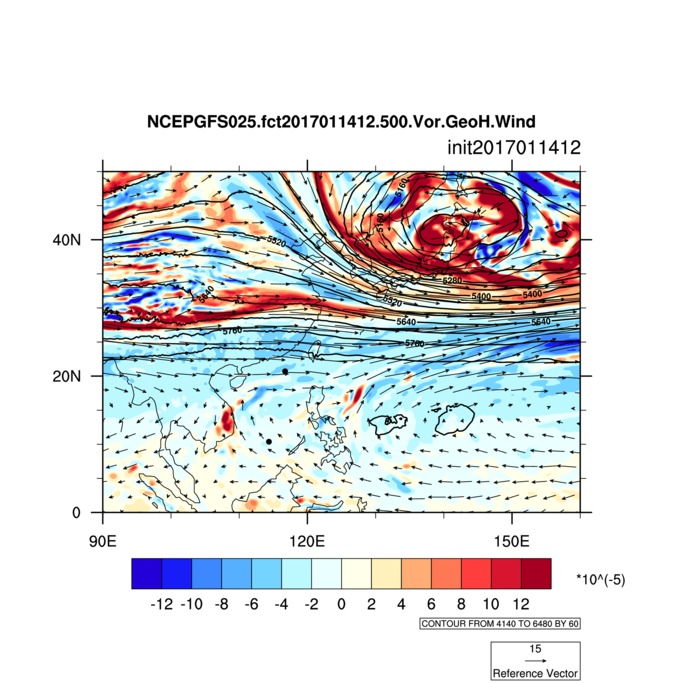 NCEPGFS025.fct2017011412.500.Vor.GeoH.Wind
init2017011412
40N
20N
0
90E 120E 150E
5160
5520
5280
5400 5400
5520
5640
5640 5640
5760
5760
-12 -10 -8 -6 -4 -2 0 2 4 6 8 10 12
*10^(-5)
CONTOUR FROM 4140 TO 6480 BY 60
15
Reference Vector